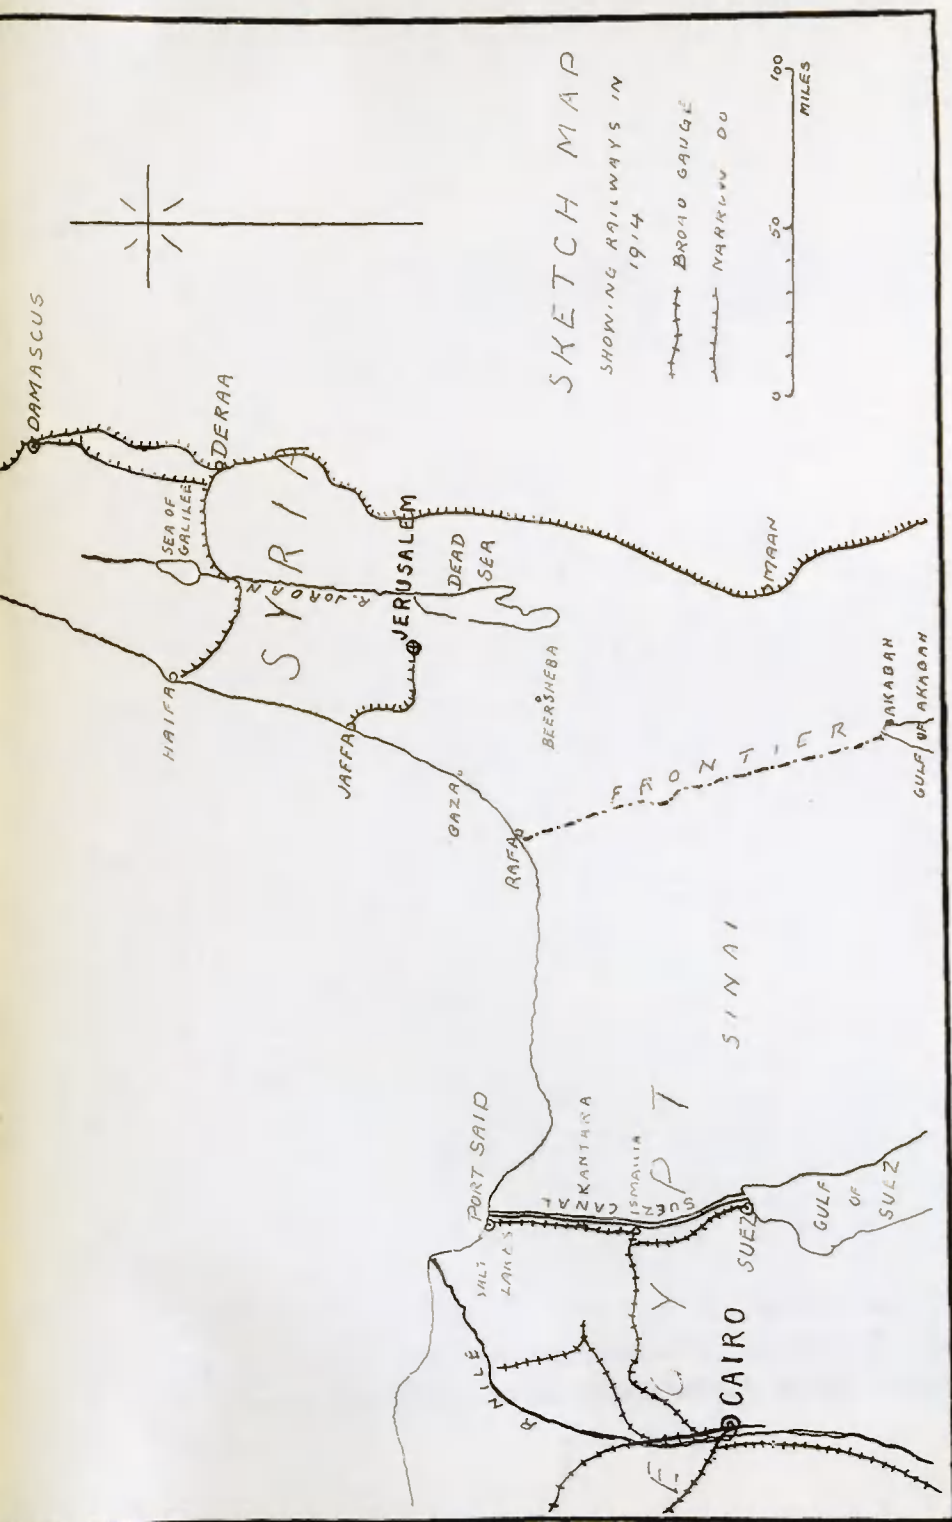 SKETCH MAP
SHOWING RAILWAYS IN
1914
BROAD GAUGE
NARROW DO
0 50 100
MILES
DAMASCUS
DERAA
SEA OF
GALILEE
HAIFA
SYRIA
R. JORDAN
JAFFA
JERUSALEM
DEAD
SEA
GAZA
BEERSHEBA
RAFA
FRONTIER
MAAN
AKABAH
GULF OF AKABAH
SINAI
PORT SAID
SALT
LAKES
KANTARA
SUEZ CANAL
ISMAILIA
EGYPT
R NILE
SUEZ
GULF
OF
SUEZ
CAIRO